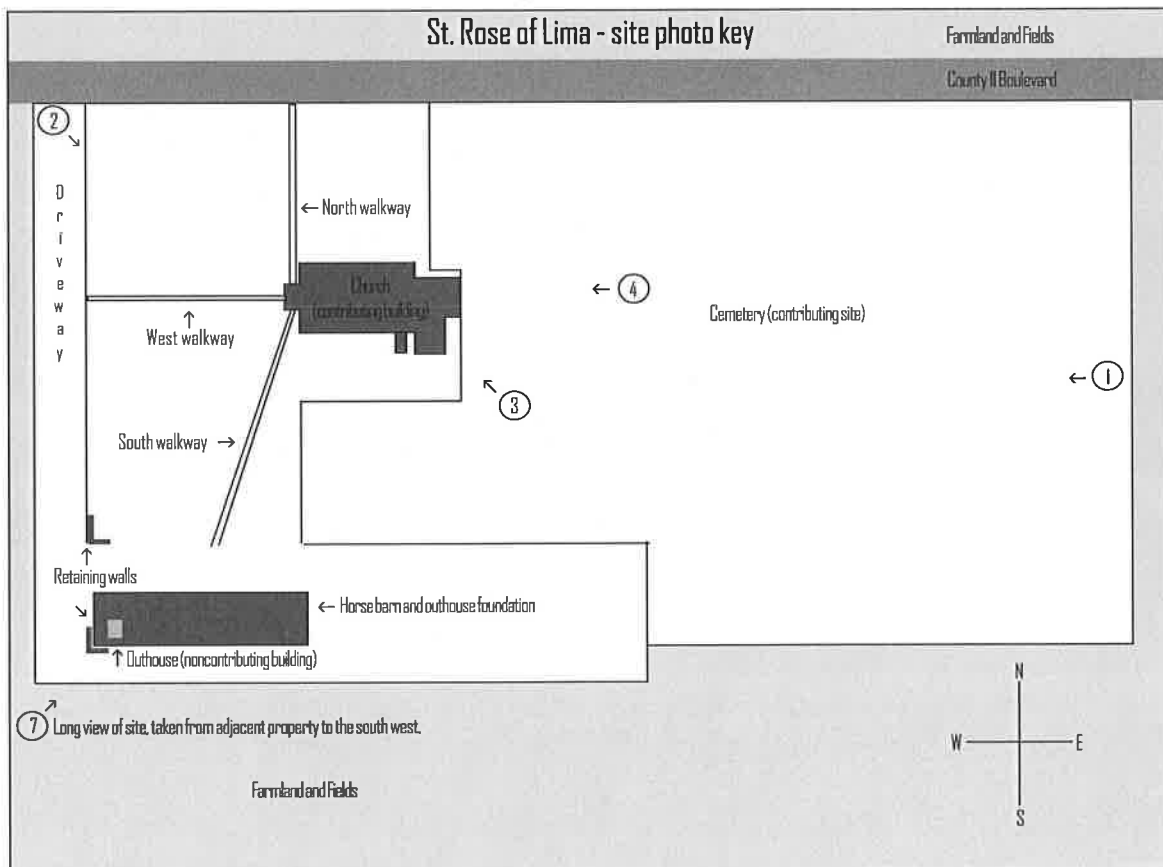 St. Rose of Lima - site photo key
Farmland and Fields
County 11 Boulevard
2
Driveway
North walkway
Church
(contributing building)
4
Cemetery (contributing site)
West walkway
1
3
South walkway
Retaining walls
Horse barn and outhouse foundation
Outhouse (noncontributing building)
N
7 Long view of site, taken from adjacent property to the south west.
W E
Farmland and Fields
S